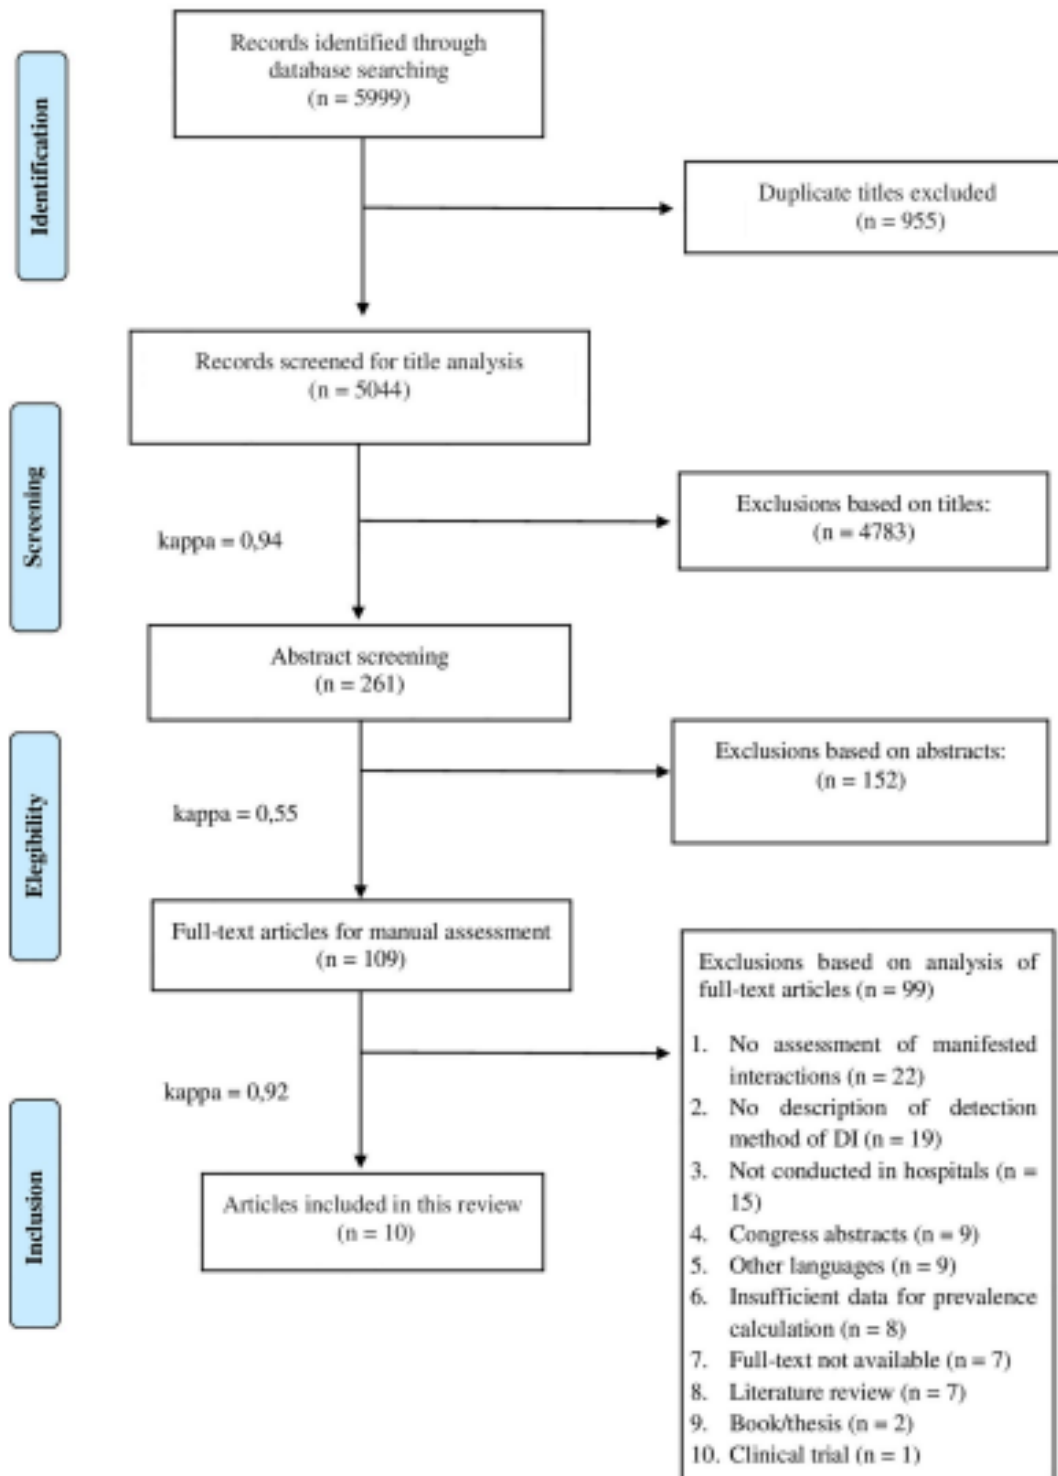 Identification
Records identified through
database searching
(n = 5999)
Duplicate titles excluded
(n = 955)
Screening
Records screened for title analysis
(n = 5044)
kappa = 0,94
Exclusions based on titles:
(n = 4783)
Abstract screening
(n = 261)
Elegibility
kappa = 0,55
Exclusions based on abstracts:
(n = 152)
Full-text articles for manual assessment
(n = 109)
Inclusion
kappa = 0,92
Exclusions based on analysis of
full-text articles (n = 99)
1. No assessment of manifested
interactions (n = 22)
2. No description of detection
method of DI (n = 19)
3. Not conducted in hospitals (n =
15)
4. Congress abstracts (n = 9)
5. Other languages (n = 9)
6. Insufficient data for prevalence
calculation (n = 8)
7. Full-text not available (n = 7)
8. Literature review (n = 7)
9. Book/thesis (n = 2)
10. Clinical trial (n = 1)
Articles included in this review
(n = 10)